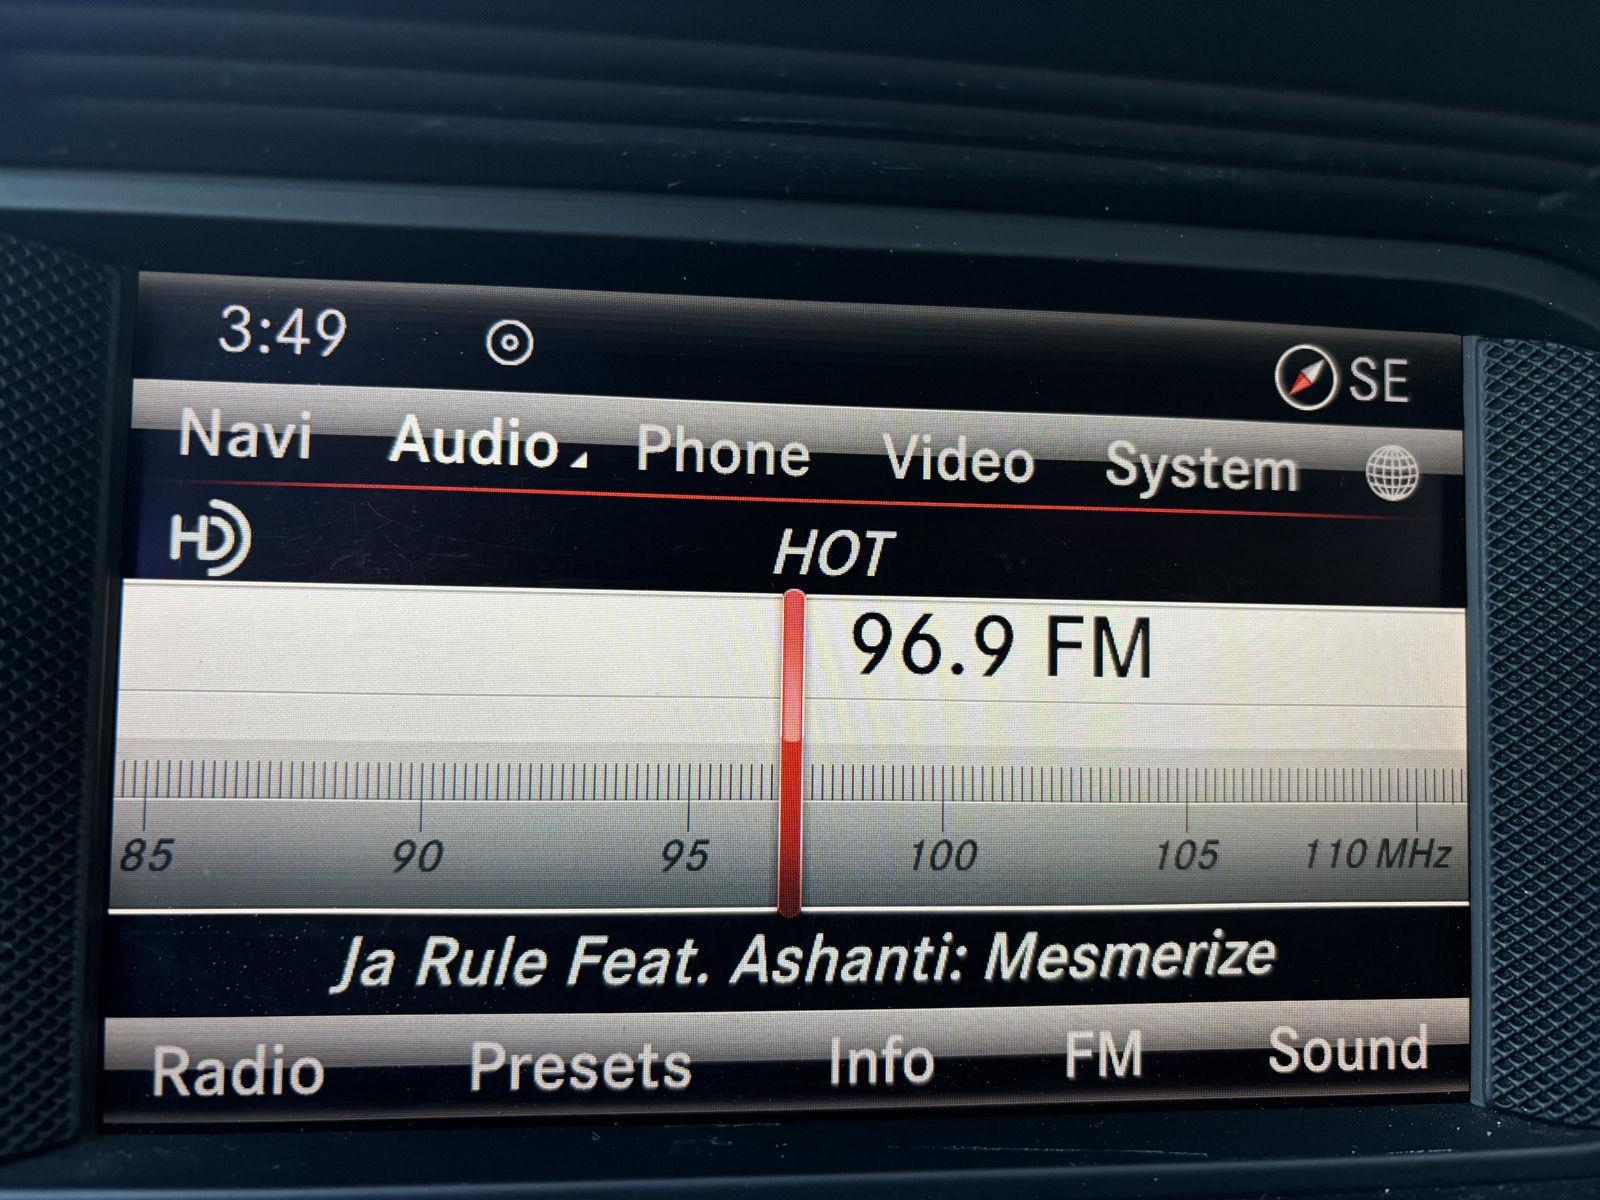 3:49 SE
Navi Audio Phone Video System
HD HOT
96.9 FM
85 90 95 100 105 110 MHz
Ja Rule Feat. Ashanti: Mesmerize
Radio Presets Info FM Sound